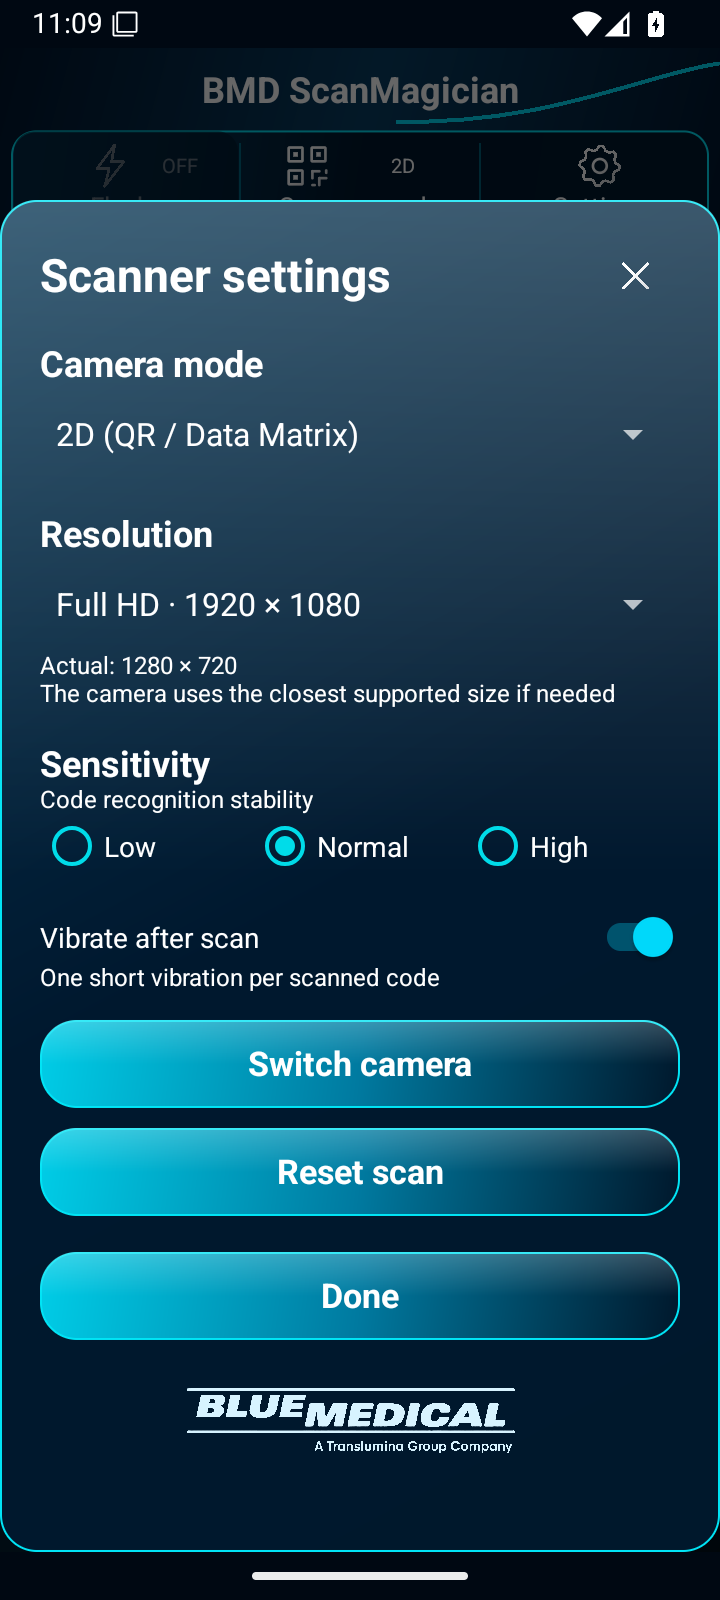 11:09
BMD ScanMagician
OFF
2D
Scanner settings
Camera mode
2D (QR / Data Matrix)
Resolution
Full HD · 1920 × 1080
Actual: 1280 × 720
The camera uses the closest supported size if needed
Sensitivity
Code recognition stability
Low
Normal
High
Vibrate after scan
One short vibration per scanned code
Switch camera
Reset scan
Done
BLUEMEDICAL
A Translumina Group Company